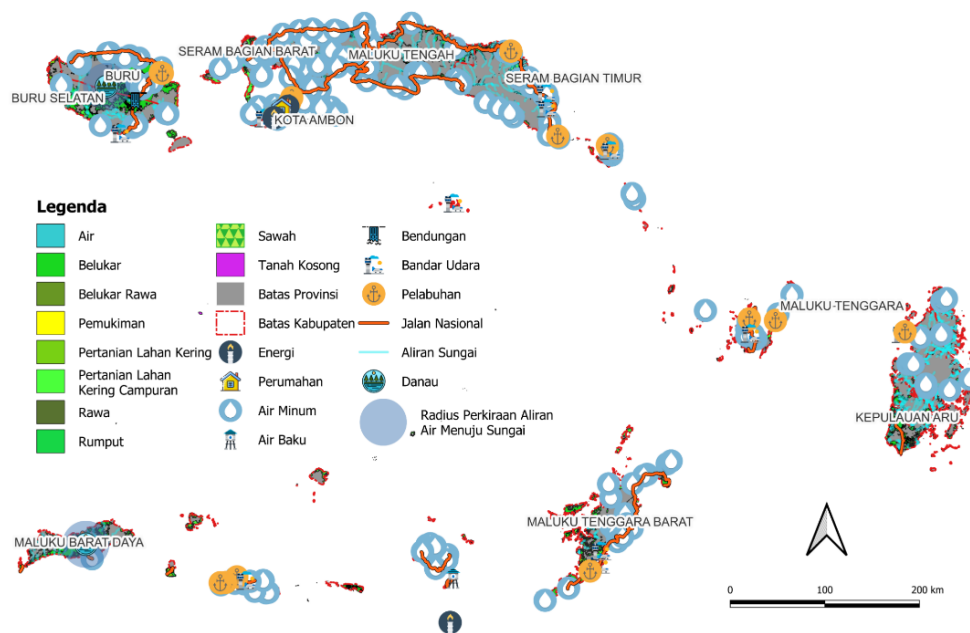 SERAM BAGIAN BARAT
MALUKU TENGAH
SERAM BAGIAN TIMUR
BURU
BURU SELATAN
KOTA AMBON
Legenda
Air
Belukar
Belukar Rawa
Pemukiman
Pertanian Lahan Kering
Pertanian Lahan
Kering Campuran
Rawa
Rumput
Sawah
Tanah Kosong
Batas Provinsi
Batas Kabupaten
Energi
Perumahan
Air Minum
Air Baku
Bendungan
Bandar Udara
Pelabuhan
Jalan Nasional
Aliran Sungai
Danau
Radius Perkiraan Aliran
Air Menuju Sungai
MALUKU TENGGARA
KEPULAUAN ARU
MALUKU TENGGARA BARAT
MALUKU BARAT DAYA
0 100 200 km